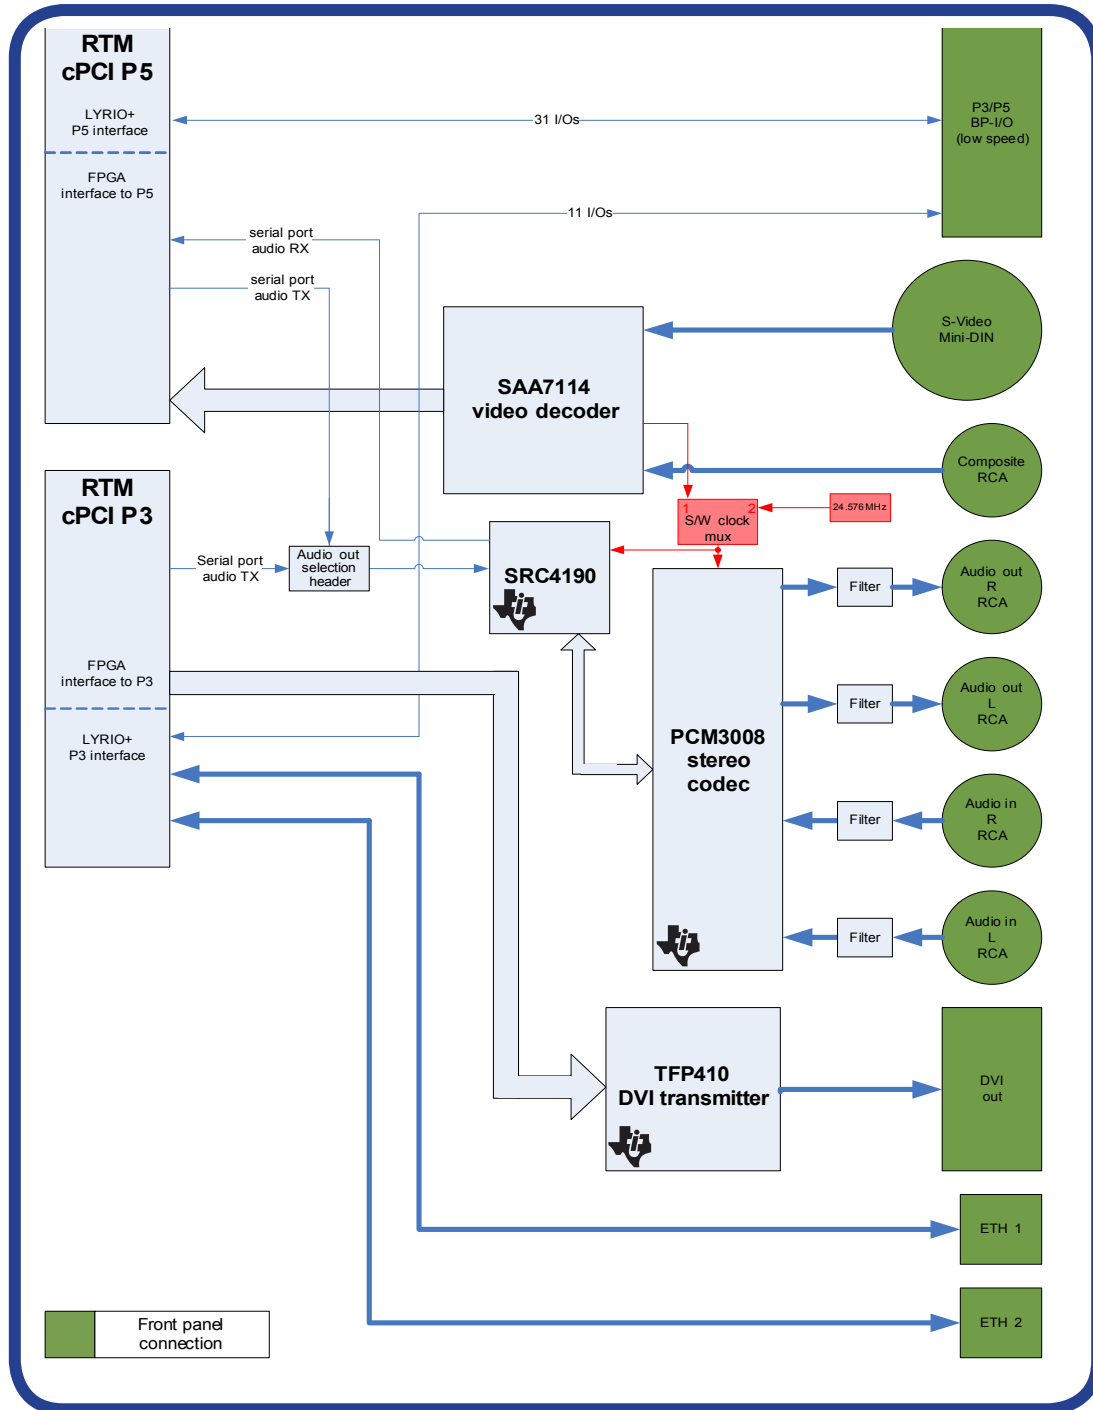 RTM
cPCI P5
LYRIO+
P5 interface
FPGA
interface to P5
31 I/Os
P3/P5
BP-I/O
(low speed)
11 I/Os
serial port
audio RX
serial port
audio TX
S-Video
Mini-DIN
SAA7114
video decoder
Composite
RCA
RTM
cPCI P3
1
2
S/W clock
mux
24.576 MHz
Serial port
audio TX
Audio out
selection
header
SRC4190
Filter
Audio out
R
RCA
FPGA
interface to P3
Filter
Audio out
L
RCA
LYRIO+
P3 interface
PCM3008
stereo
codec
Filter
Audio in
R
RCA
Filter
Audio in
L
RCA
TFP410
DVI transmitter
DVI
out
ETH 1
ETH 2
Front panel
connection